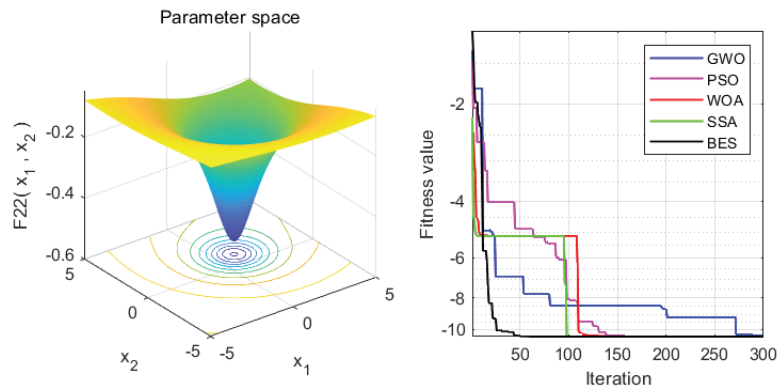 Parameter space
F22( x1 , x2 )
-0.2
-0.4
-0.6
5
0
-5
x2
-5
0
5
x1
Fitness value
-2
-4
-6
-8
-10
GWO
PSO
WOA
SSA
BES
50 100 150 200 250 300
Iteration